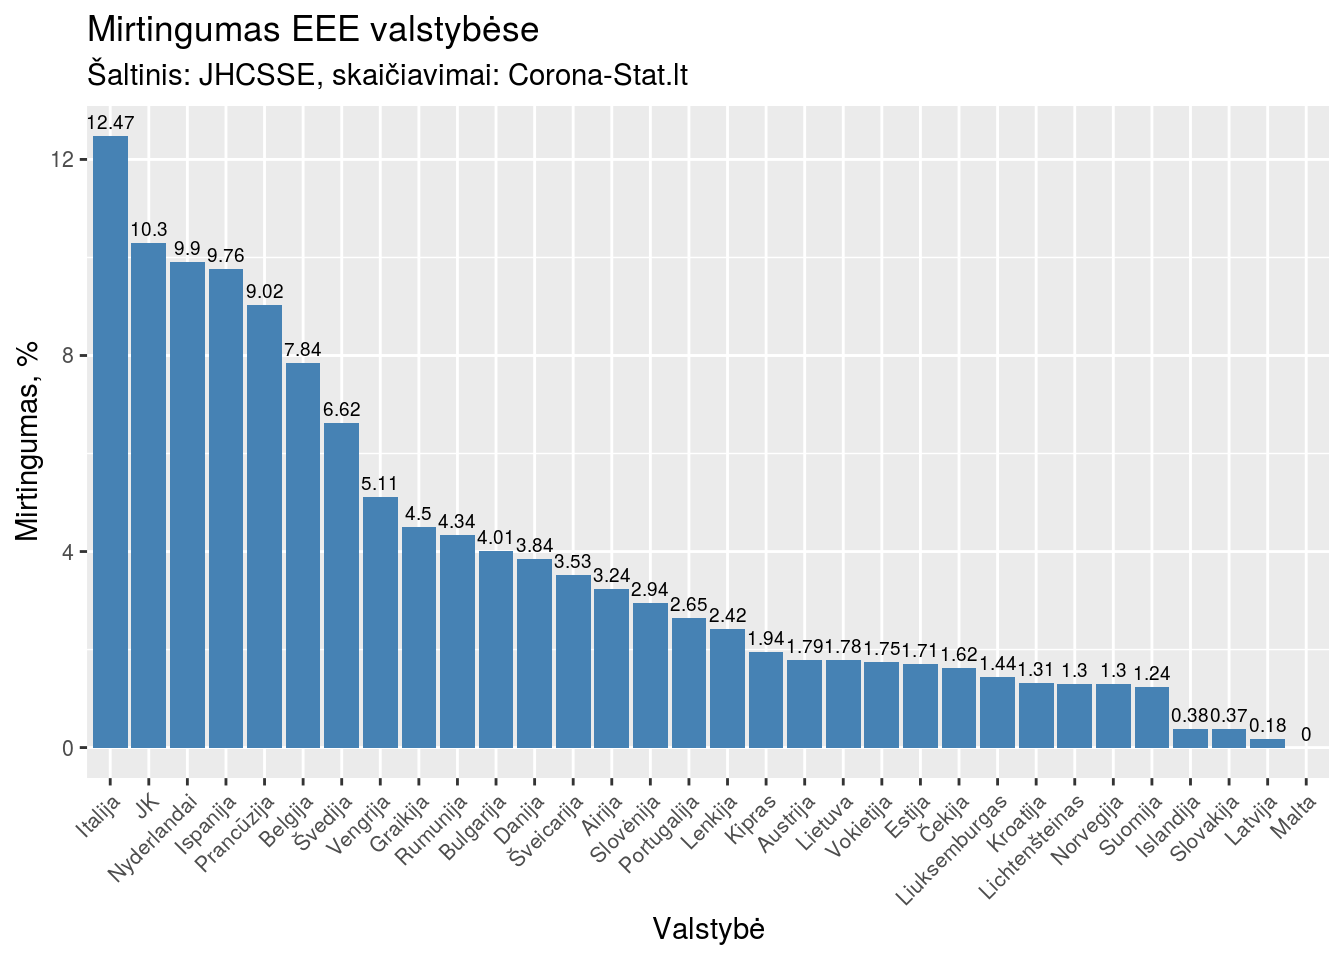 Mirtingumas EEE valstybėse
Šaltinis: JHCSSE, skaičiavimai: Corona-Stat.lt
Mirtingumas, %
12
8
4
0
12.47
10.3
9.9
9.76
9.02
7.84
6.62
5.11
4.5
4.34
4.01
3.84
3.53
3.24
2.94
2.65
2.42
1.94
1.79
1.78
1.75
1.71
1.62
1.44
1.31
1.3
1.3
1.24
0.38
0.37
0.18
0
Italija
JK
Nyderlandai
Ispanija
Prancūzija
Belgija
Švedija
Vengrija
Graikija
Rumunija
Bulgarija
Danija
Šveicarija
Airija
Slovėnija
Portugalija
Lenkija
Kipras
Austrija
Lietuva
Vokietija
Estija
Čekija
Liuksemburgas
Kroatija
Lichtenšteinas
Norvegija
Suomija
Islandija
Slovakija
Latvija
Malta
Valstybė